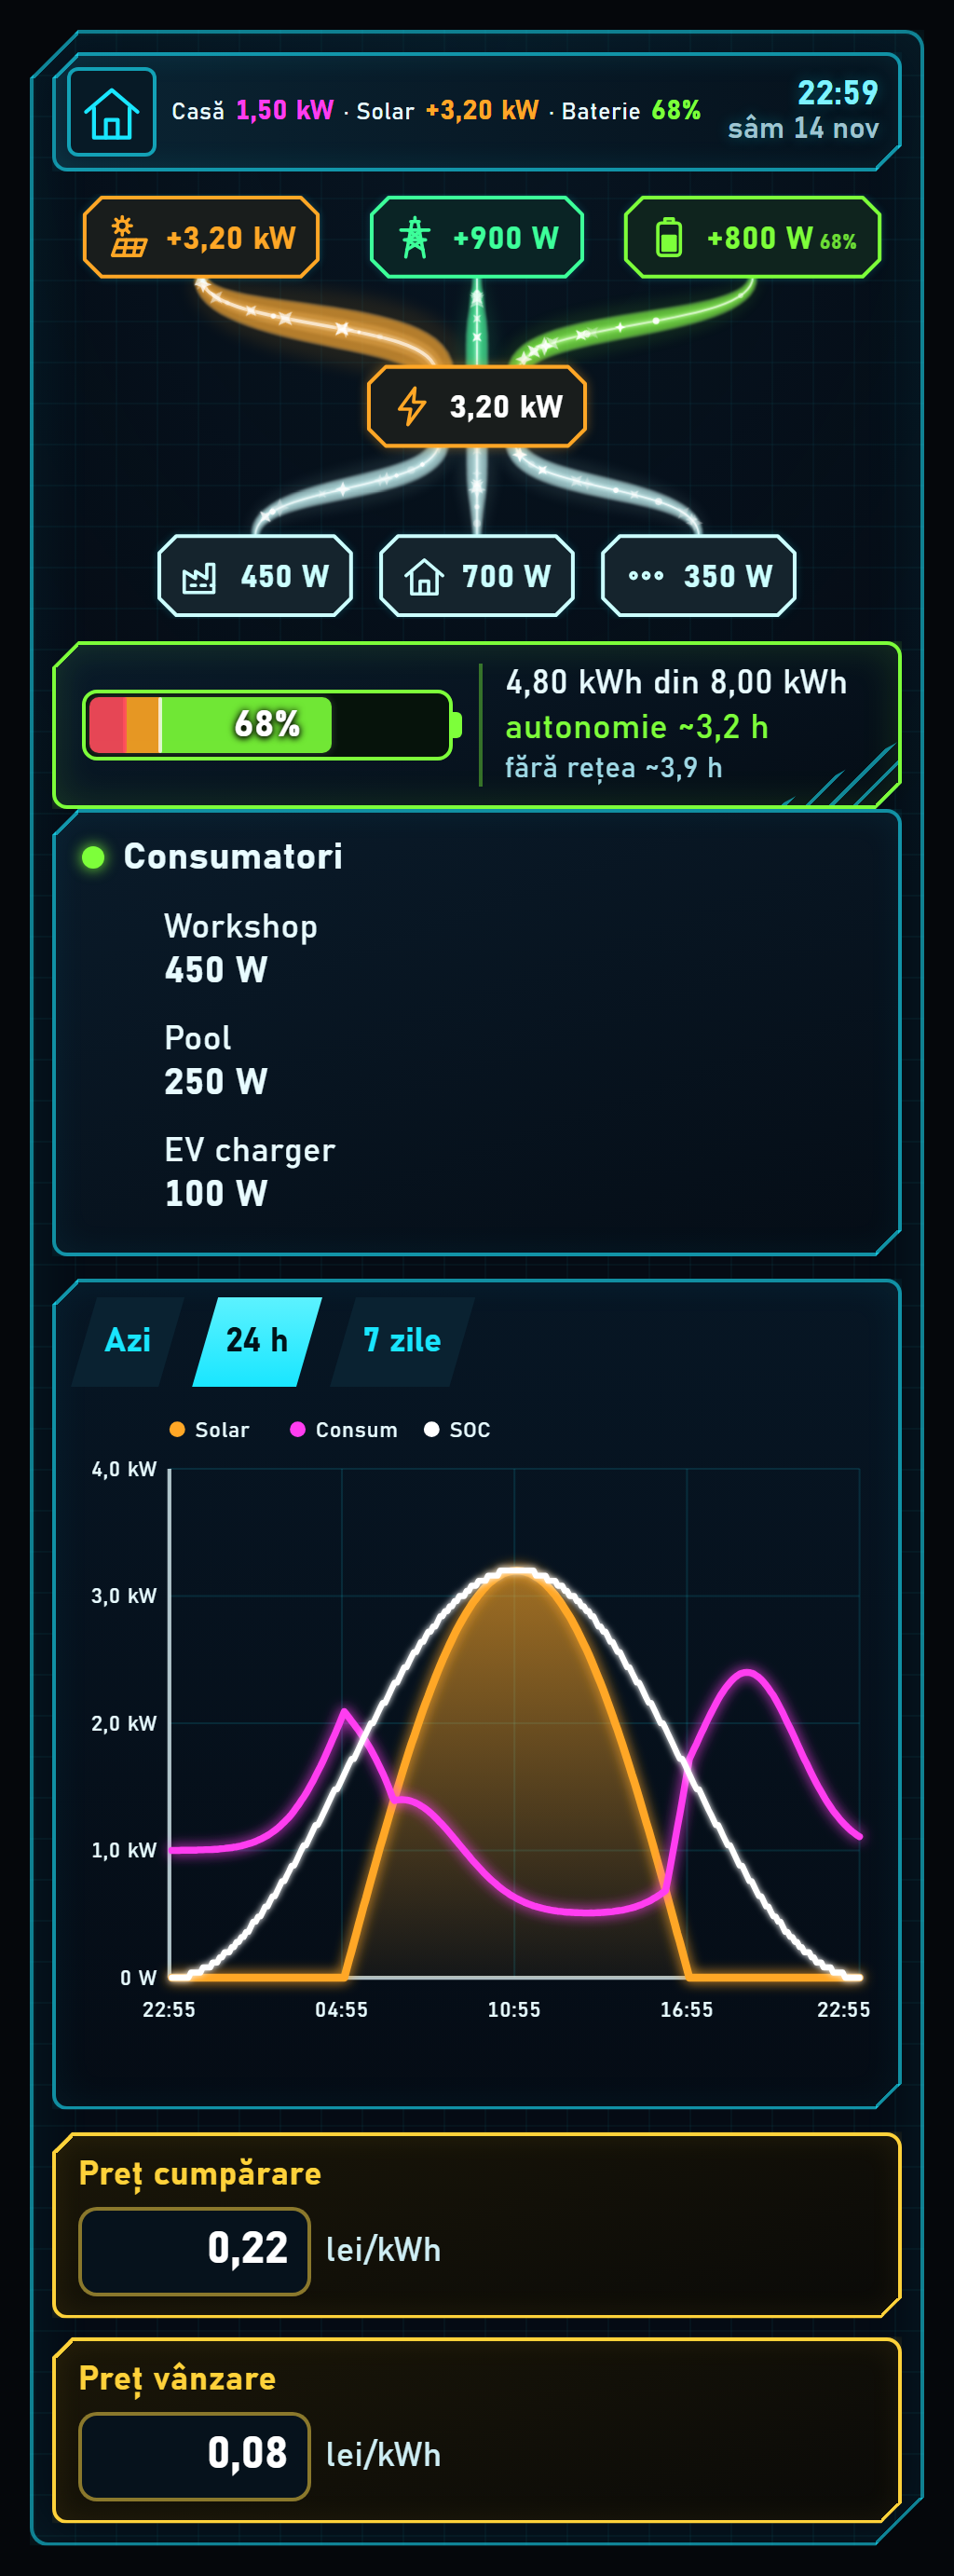 Casă 1,50 kW · Solar +3,20 kW · Baterie 68%
22:59
sâm 14 nov
+3,20 kW
+900 W
+800 W 68%
3,20 kW
450 W
700 W
350 W
68%
4,80 kWh din 8,00 kWh
autonomie ~3,2 h
fără rețea ~3,9 h
Consumatori
Workshop
450 W
Pool
250 W
EV charger
100 W
Azi
24 h
7 zile
Solar
Consum
SOC
4,0 kW
3,0 kW
2,0 kW
1,0 kW
0 W
22:55
04:55
10:55
16:55
22:55
Preț cumpărare
0,22 lei/kWh
Preț vânzare
0,08 lei/kWh